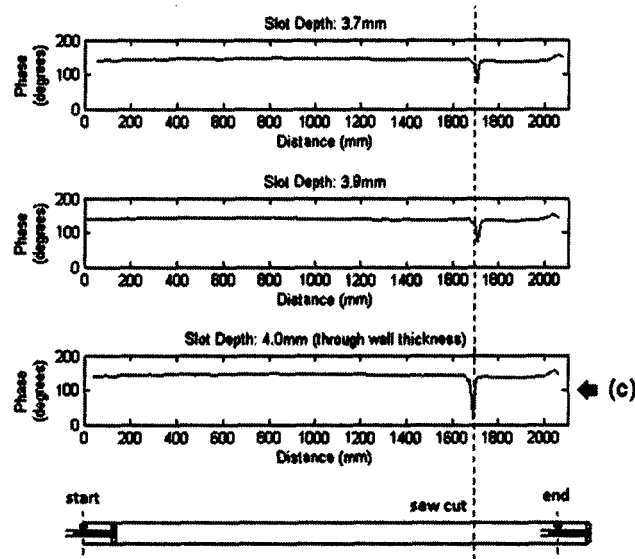 Slot Depth: 3.7mm
Phase
(degrees)
200
100
0
0 200 400 600 800 1000 1200 1400 1600 1800 2000
Distance (mm)
Slot Depth: 3.9mm
Phase
(degrees)
200
100
0
0 200 400 600 800 1000 1200 1400 1600 1800 2000
Distance (mm)
Slot Depth: 4.0mm (through wall thickness)
Phase
(degrees)
200
100
0
0 200 400 600 800 1000 1200 1400 1600 1800 2000
Distance (mm)
(c)
start
saw cut
end